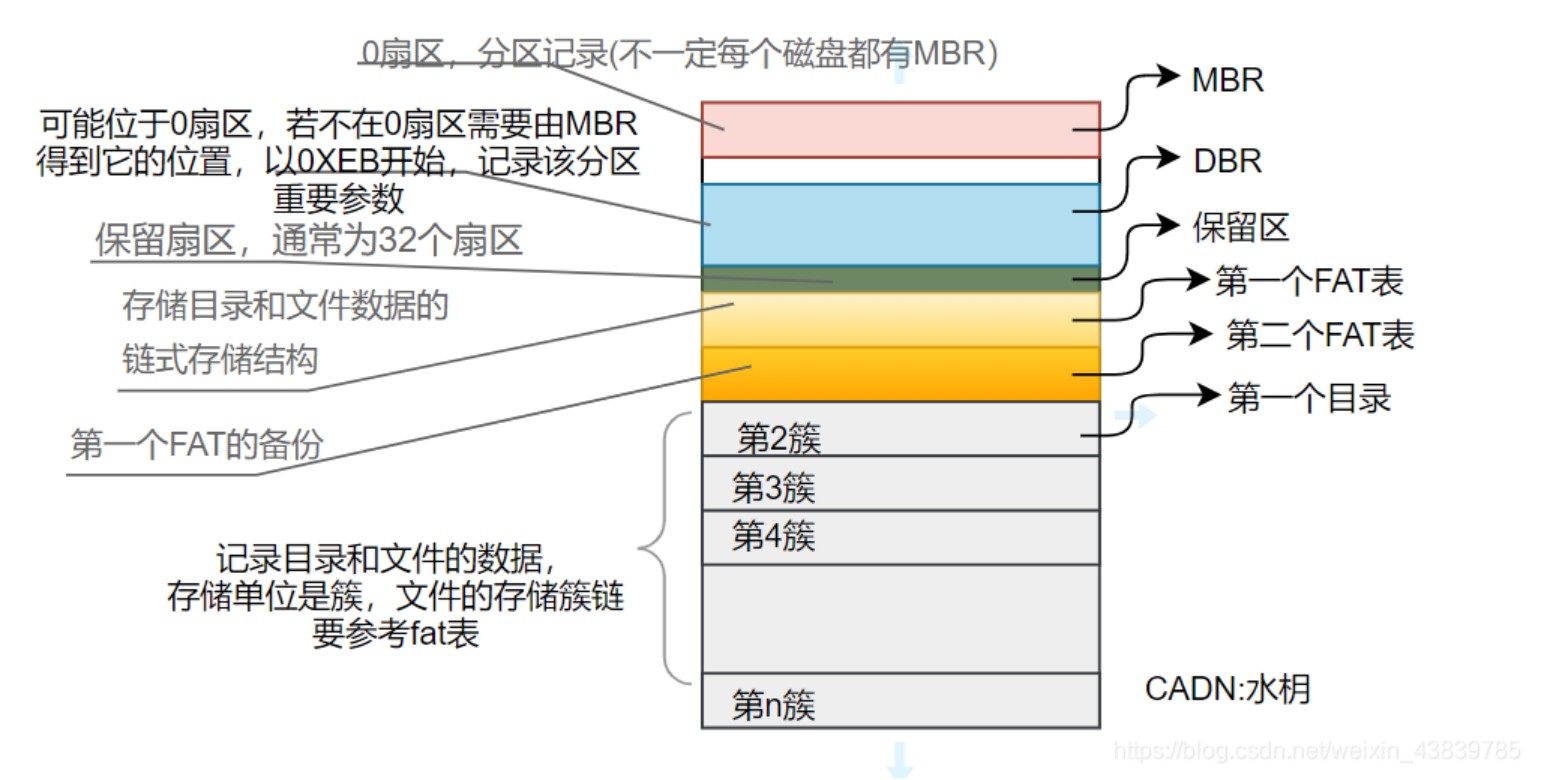 0扇区，分区记录(不一定每个磁盘都有MBR）
MBR
可能位于0扇区，若不在0扇区需要由MBR
得到它的位置，以0XEB开始，记录该分区
重要参数
DBR
保留扇区，通常为32个扇区
保留区
存储目录和文件数据的
链式存储结构
第一个FAT表
第二个FAT表
第一个FAT的备份
第一个目录
第2簇
第3簇
第4簇
记录目录和文件的数据，
存储单位是簇，文件的存储簇链
要参考fat表
第n簇
CADN:水枂
https://blog.csdn.net/weixin_43839785